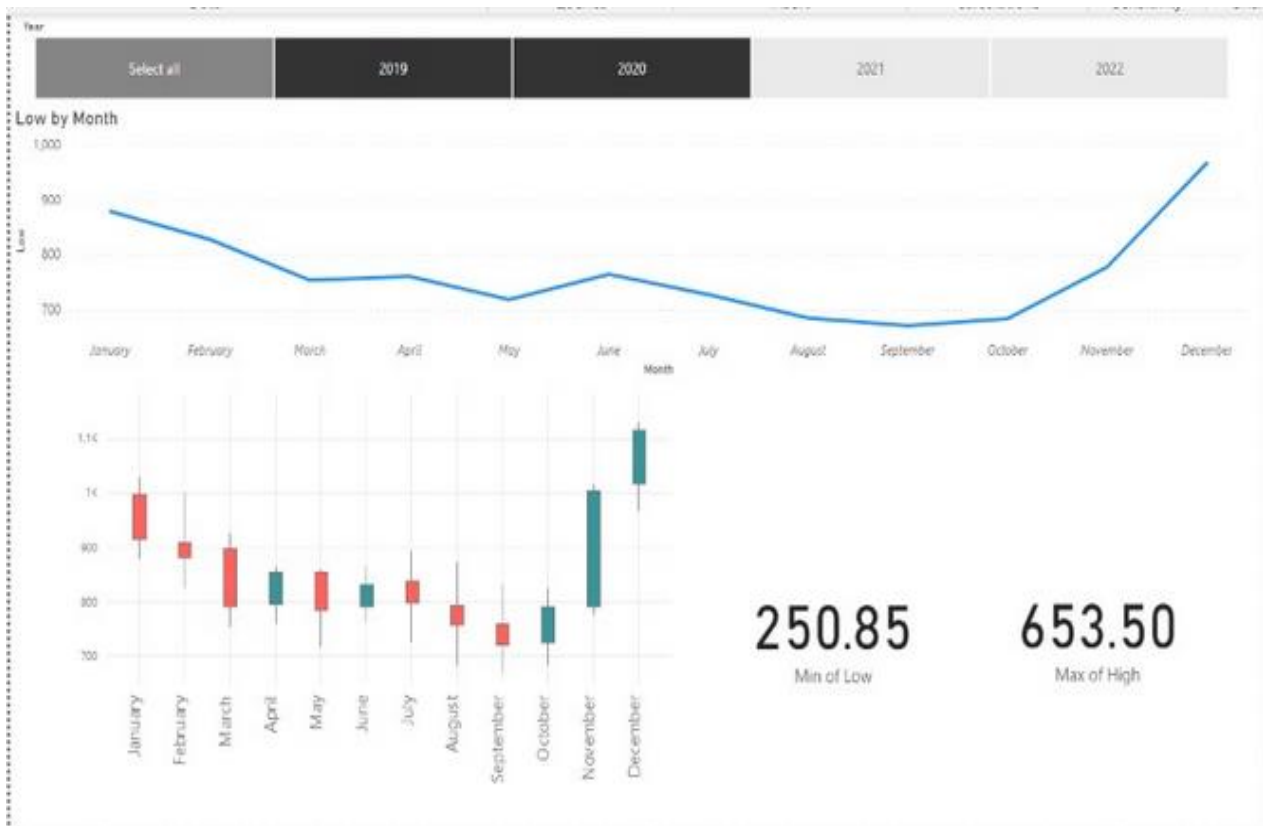 Year
Select all 2019 2020 2021 2022
Low by Month
1,000
900
800
700
Low
January February March April May June July August September October November December
Month
1,1K
1K
900
800
700
January February March April May June July August September October November December
250.85 653.50
Min of Low Max of High